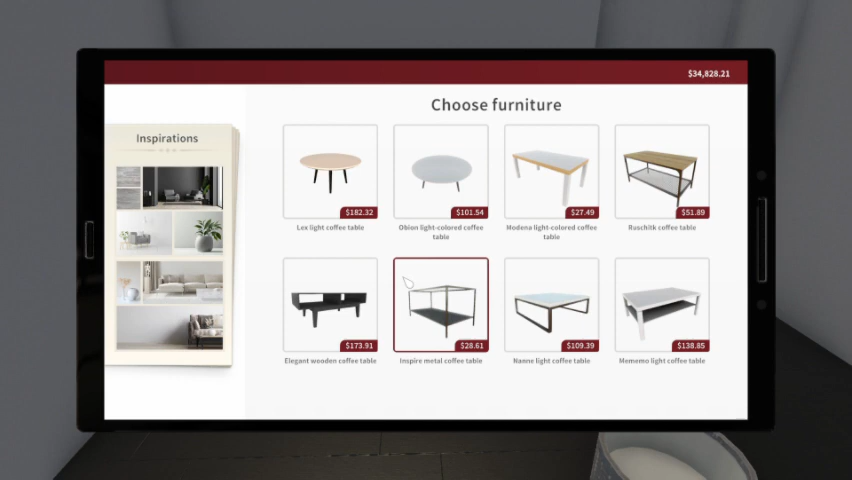 $34,828.21
Choose furniture
Inspirations
$182.32
$101.54
$27.49
$51.89
Lex light coffee table
Obion light-colored coffee
table
Modena light-colored coffee
table
Ruschitk coffee table
$173.91
$28.61
$109.39
$138.85
Elegant wooden coffee table
Inspire metal coffee table
Nanne light coffee table
Mememo light coffee table